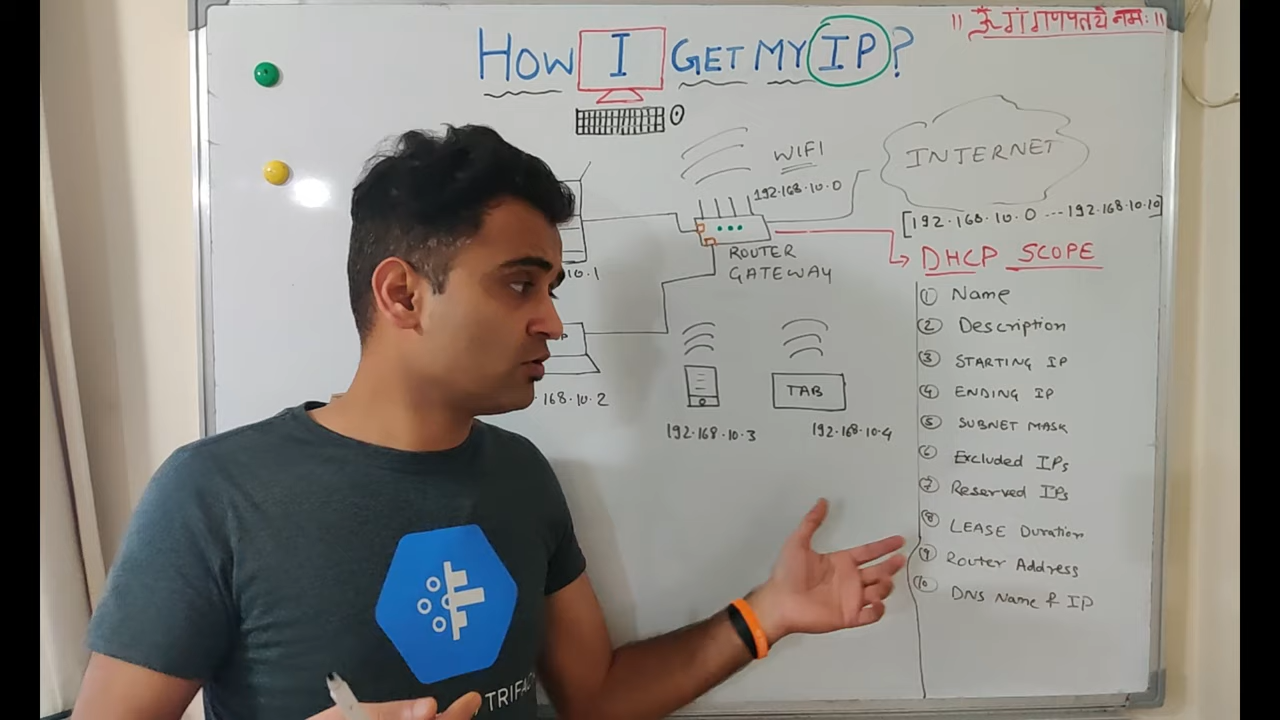 || ॐ गं गणपतये नमः ||
HOW I GET MY IP?
WIFI
INTERNET
192.168.10.0
[192.168.10.0 ---192.168.10.10]
ROUTER
GATEWAY
DHCP SCOPE
10.1
① Name
② Description
③ STARTING IP
④ ENDING IP
⑤ SUBNET MASK
⑥ Excluded IPs
⑦ Reserved IPs
⑧ LEASE Duration
⑨ Router Address
⑩ DNS Name & IP
P
168.10.2
TAB
192.168.10.3
192.168.10.4
TRIFAC